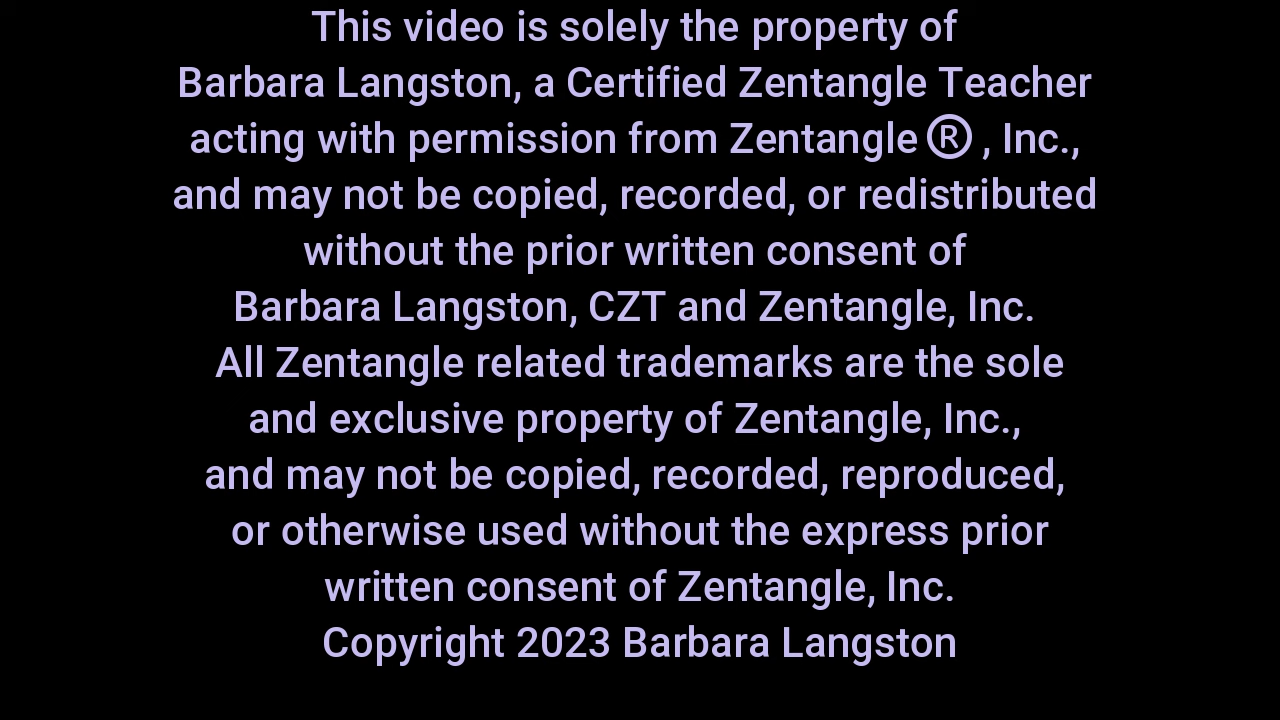 This video is solely the property of
Barbara Langston, a Certified Zentangle Teacher
acting with permission from Zentangle ® , Inc.,
and may not be copied, recorded, or redistributed
without the prior written consent of
Barbara Langston, CZT and Zentangle, Inc.
All Zentangle related trademarks are the sole
and exclusive property of Zentangle, Inc.,
and may not be copied, recorded, reproduced,
or otherwise used without the express prior
written consent of Zentangle, Inc.
Copyright 2023 Barbara Langston